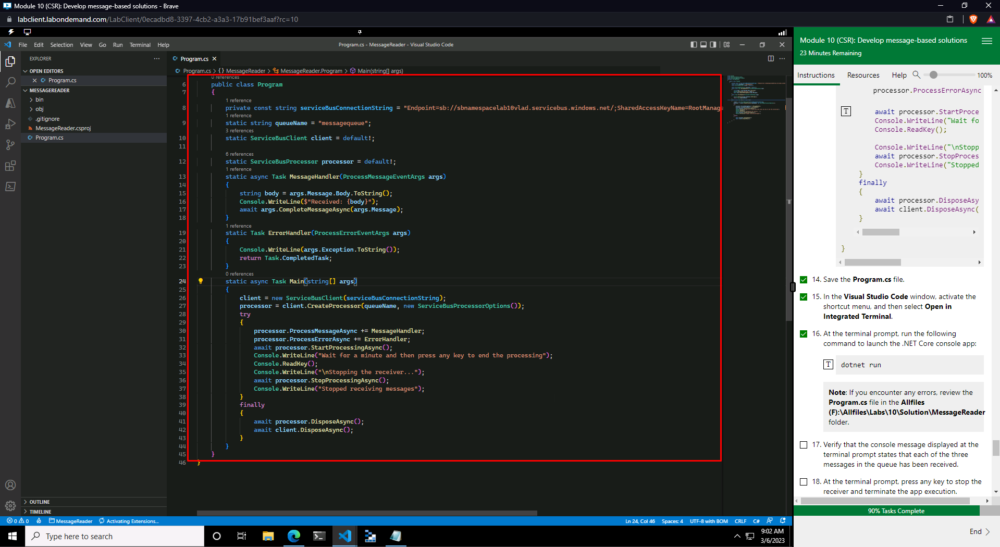 Module 10 (CSR): Develop message-based solutions - Brave
labclient.labondemand.com/LabClient/0ecadbd8-3397-4cb2-a3a3-17b91bef3aaf?rc=10
File Edit Selection View Go Run Terminal Help
Program.cs - MessageReader - Visual Studio Code
EXPLORER
OPEN EDITORS
Program.cs
MESSAGEREADER
bin
obj
.gitignore
MessageReader.csproj
Program.cs
OUTLINE
TIMELINE
Program.cs
Program.cs > {} MessageReader > MessageReader.Program > Main(string[] args)
0 references
6 public class Program
7 {
1 reference
8 private const string serviceBusConnectionString = "Endpoint=sb://sbnamespacelab10vlad.servicebus.windows.net/;SharedAccessKeyName=RootManage
1 reference
9 static string queueName = "messagequeue";
3 references
10 static ServiceBusClient client = default!;
11
6 references
12 static ServiceBusProcessor processor = default!;
1 reference
13 static async Task MessageHandler(ProcessMessageEventArgs args)
14 {
15 string body = args.Message.Body.ToString();
16 Console.WriteLine($"Received: {body}");
17 await args.CompleteMessageAsync(args.Message);
18 }
1 reference
19 static Task ErrorHandler(ProcessErrorEventArgs args)
20 {
21 Console.WriteLine(args.Exception.ToString());
22 return Task.CompletedTask;
23 }
0 references
24 static async Task Main(string[] args)
25 {
26 client = new ServiceBusClient(serviceBusConnectionString);
27 processor = client.CreateProcessor(queueName, new ServiceBusProcessorOptions());
28 try
29 {
30 processor.ProcessMessageAsync += MessageHandler;
31 processor.ProcessErrorAsync += ErrorHandler;
32 await processor.StartProcessingAsync();
33 Console.WriteLine("Wait for a minute and then press any key to end the processing");
34 Console.ReadKey();
35 Console.WriteLine("\nStopping the receiver...");
36 await processor.StopProcessingAsync();
37 Console.WriteLine("Stopped receiving messages");
38 }
39 finally
40 {
41 await processor.DisposeAsync();
42 await client.DisposeAsync();
43 }
44 }
45 }
46 }
0 0 MessageReader Activating Extensions...
Ln 24, Col 46 Spaces: 4 UTF-8 with BOM CRLF C#
Type here to search
9:02 AM
3/6/2023
Module 10 (CSR): Develop message-based solutions
23 Minutes Remaining
Instructions Resources Help 100%
processor.ProcessErrorAsync
T
await processor.StartProce
Console.WriteLine("Wait fo
Console.ReadKey();
Console.WriteLine("\nStopp
await processor.StopProces
Console.WriteLine("Stopped
}
finally
{
await processor.DisposeAsy
await client.DisposeAsync(
}
}
14. Save the Program.cs file.
15. In the Visual Studio Code window, activate the
shortcut menu, and then select Open in
Integrated Terminal.
16. At the terminal prompt, run the following
command to launch the .NET Core console app:
T dotnet run
Note: If you encounter any errors, review the
Program.cs file in the Allfiles
(F):\Allfiles\Labs\10\Solution\MessageReader
folder.
17. Verify that the console message displayed at the
terminal prompt states that each of the three
messages in the queue has been received.
18. At the terminal prompt, press any key to stop the
receiver and terminate the app execution.
90% Tasks Complete
End >